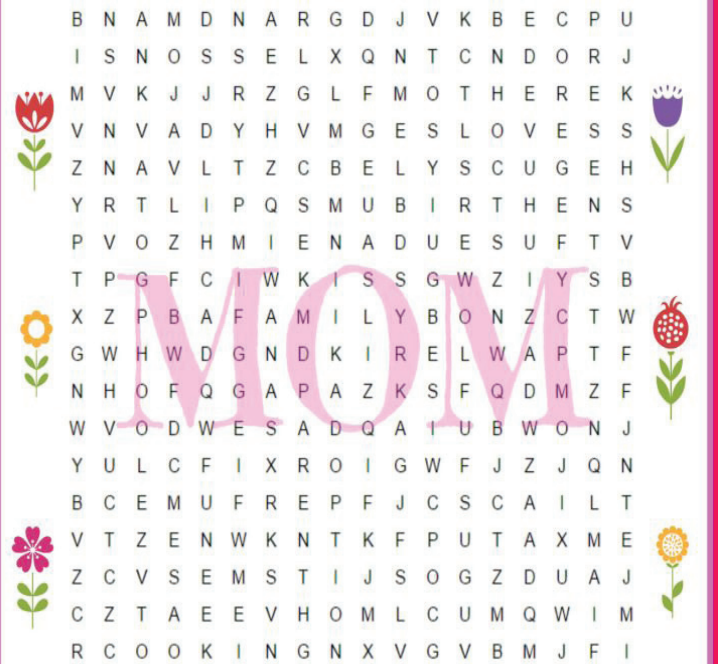 B N A M D N A R G D J V K B E C P U
I S N O S S E L X Q N T C N D O R J
M V K J J R Z G L F M O T H E R E K
V N V A D Y H V M G E S L O V E S S
Z N A V L T Z C B E L Y S C U G E H
Y R T L I P Q S M U B I R T H E N S
P V O Z H M I E N A D U E S U F T V
T P G F C I W K I S S G W Z I Y S B
X Z P B A F A M I L Y B O N Z C T W
G W H W D G N D K I R E L W A P T F
N H O F Q G A P A Z K S F Q D M Z F
W V O D W E S A D Q A I U B W O N J
Y U L C F I X R O I G W F J Z J Q N
B C E M U F R E P F J C S C A I L T
V T Z E N W K N T K F P U T A X M E
Z C V S E M S T I J S O G Z D U A J
C Z T A E E V H O M L C U M Q W I M
R C O O K I N G N X V G V B M J F I
MOM